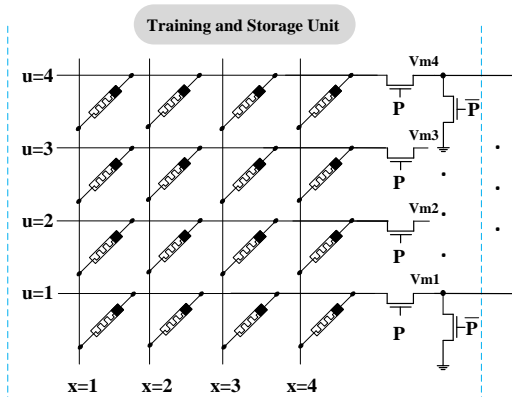 Training and Storage Unit
u=4
Vm4
P
P̅
u=3
Vm3
P
u=2
Vm2
P
u=1
Vm1
P
P̅
x=1 x=2 x=3 x=4